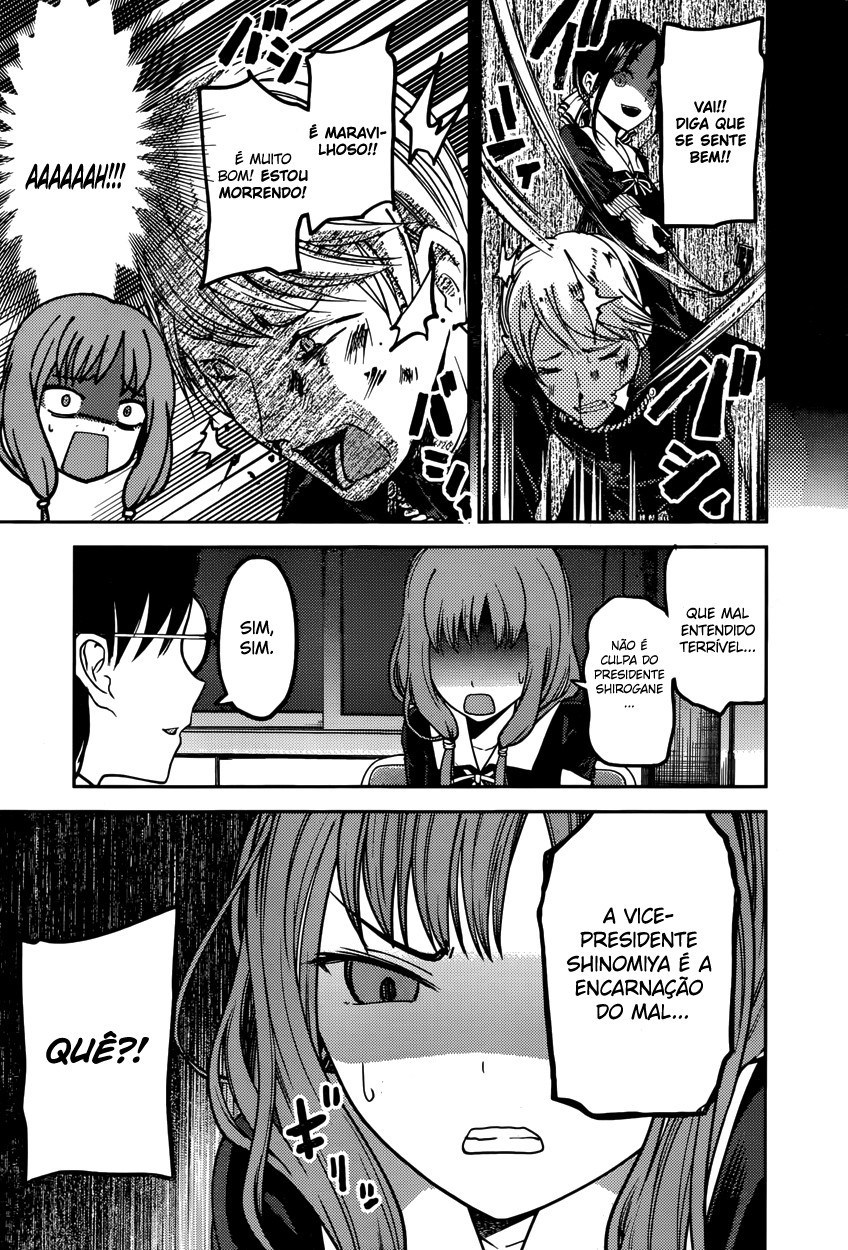 VAI!!
DIGA QUE
SE SENTE
BEM!!
É MARAVI-
LHOSO!!
É MUITO
BOM! ESTOU
MORRENDO!
AAAAAAH!!!
QUE MAL
ENTENDIDO
TERRÍVEL...
NÃO É
CULPA DO
PRESIDENTE
SHIROGANE
...
SIM,
SIM.
A VICE-
PRESIDENTE
SHINOMIYA É A
ENCARNAÇÃO
DO MAL...
QUÊ?!